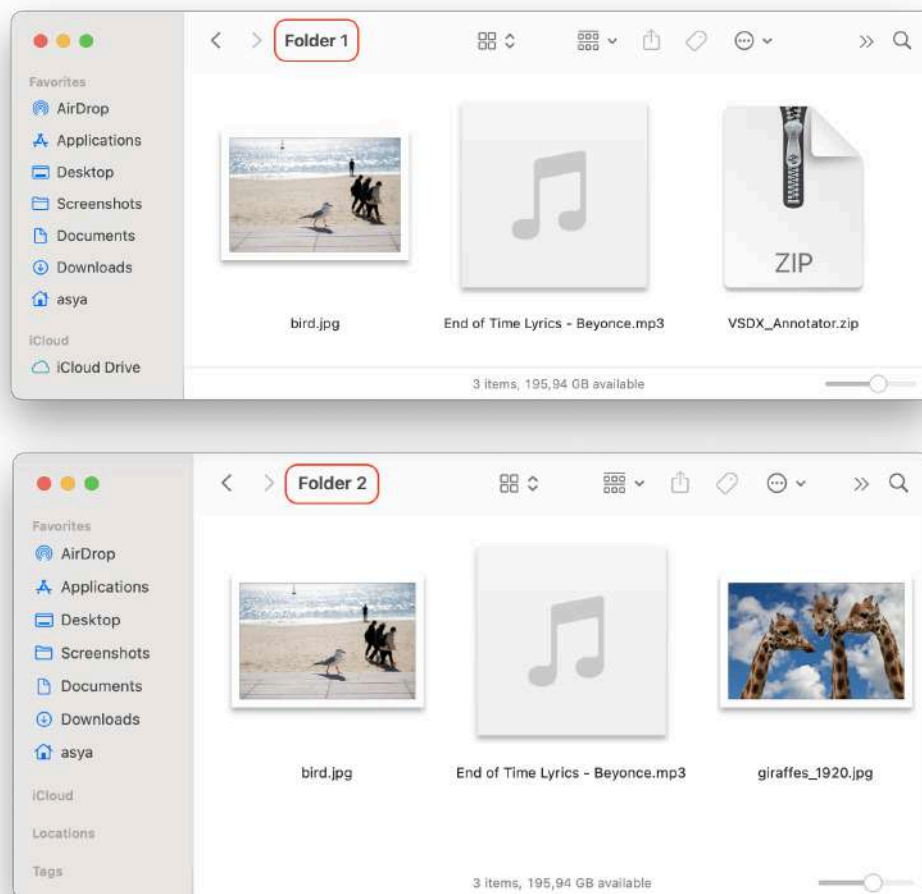 Folder 1
Favorites
AirDrop
Applications
Desktop
Screenshots
Documents
Downloads
asya
iCloud
iCloud Drive
ZIP
bird.jpg
End of Time Lyrics - Beyonce.mp3
VSDX_Annotator.zip
3 items, 195,94 GB available
Folder 2
Favorites
AirDrop
Applications
Desktop
Screenshots
Documents
Downloads
asya
iCloud
Locations
Tags
bird.jpg
End of Time Lyrics - Beyonce.mp3
giraffes_1920.jpg
3 items, 195,94 GB available